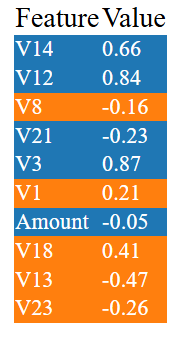 Feature Value
V14 0.66
V12 0.84
V8 -0.16
V21 -0.23
V3 0.87
V1 0.21
Amount -0.05
V18 0.41
V13 -0.47
V23 -0.26